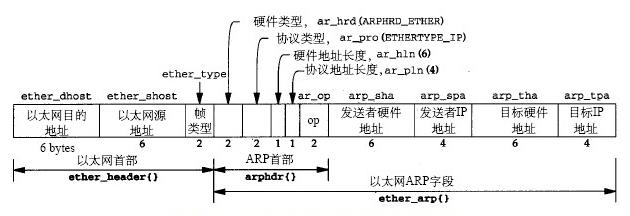 硬件类型，ar_hrd(ARPHRD_ETHER)
协议类型，ar_pro(ETHERTYPE_IP)
硬件地址长度，ar_hln(6)
协议地址长度，ar_pln(4)
ether_type
ether_dhost ether_shost ar_op arp_sha arp_spa arp_tha arp_tpa
以太网目的地址 以太网源地址 帧类型 op 发送者硬件地址 发送者IP地址 目标硬件地址 目标IP地址
6 bytes 6 2 2 2 1 1 2 6 4 6 4
以太网首部 ARP首部
ether_header{} arphdr{}
以太网ARP字段
ether_arp{}